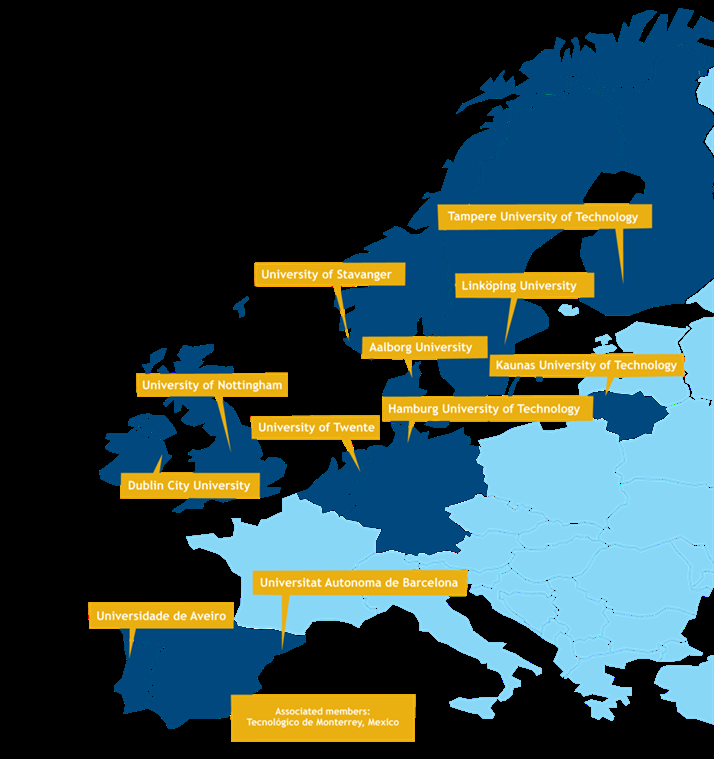 Tampere University of Technology
University of Stavanger
Linköping University
Aalborg University
Kaunas University of Technology
University of Nottingham
Hamburg University of Technology
University of Twente
Dublin City University
Universitat Autonoma de Barcelona
Universidade de Aveiro
Associated members:
Tecnológico de Monterrey, Mexico